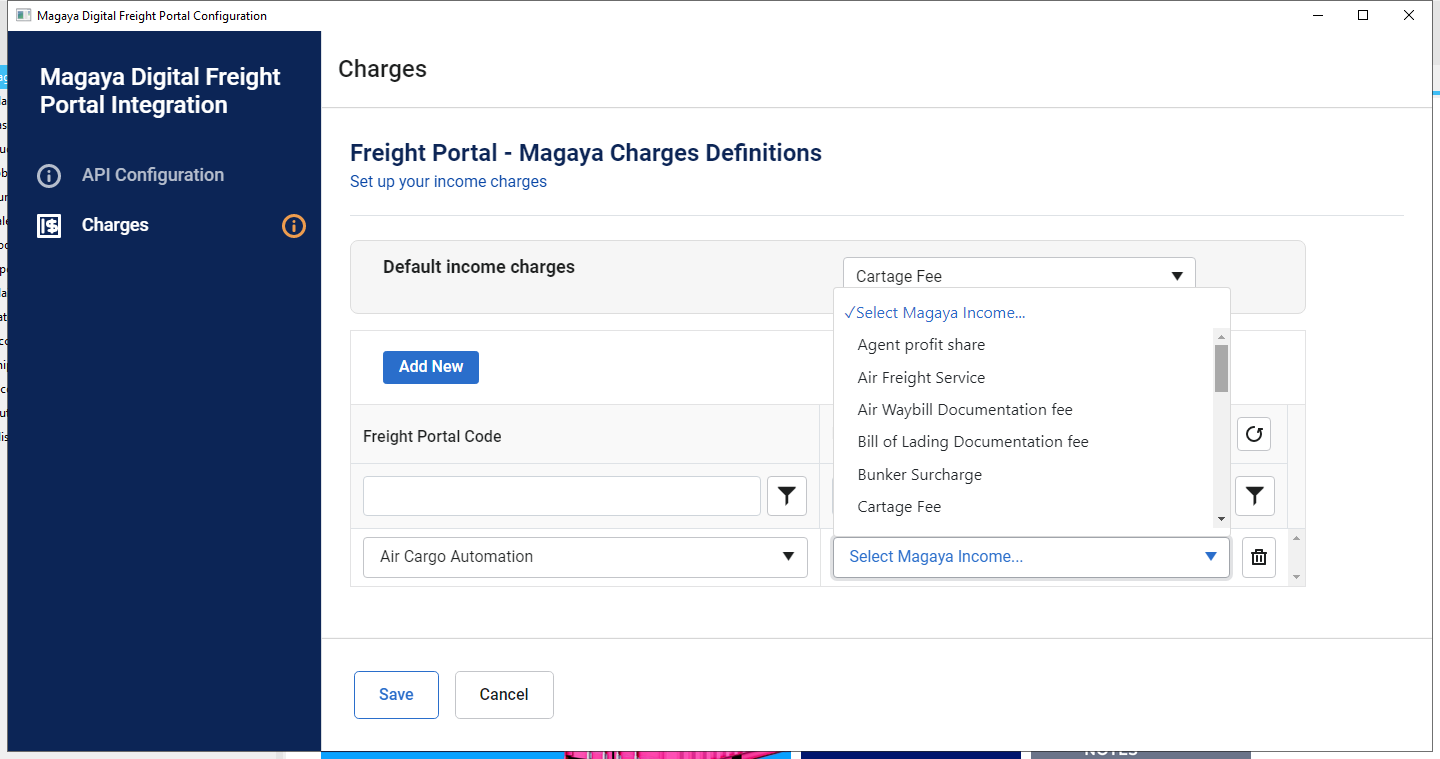 Magaya Digital Freight Portal Configuration
Magaya Digital Freight
Portal Integration
API Configuration
Charges
Charges
Freight Portal - Magaya Charges Definitions
Set up your income charges
Default income charges
Cartage Fee
✓Select Magaya Income...
Agent profit share
Air Freight Service
Air Waybill Documentation fee
Bill of Lading Documentation fee
Bunker Surcharge
Cartage Fee
Add New
Freight Portal Code
Air Cargo Automation
Select Magaya Income...
Save
Cancel
NOTES